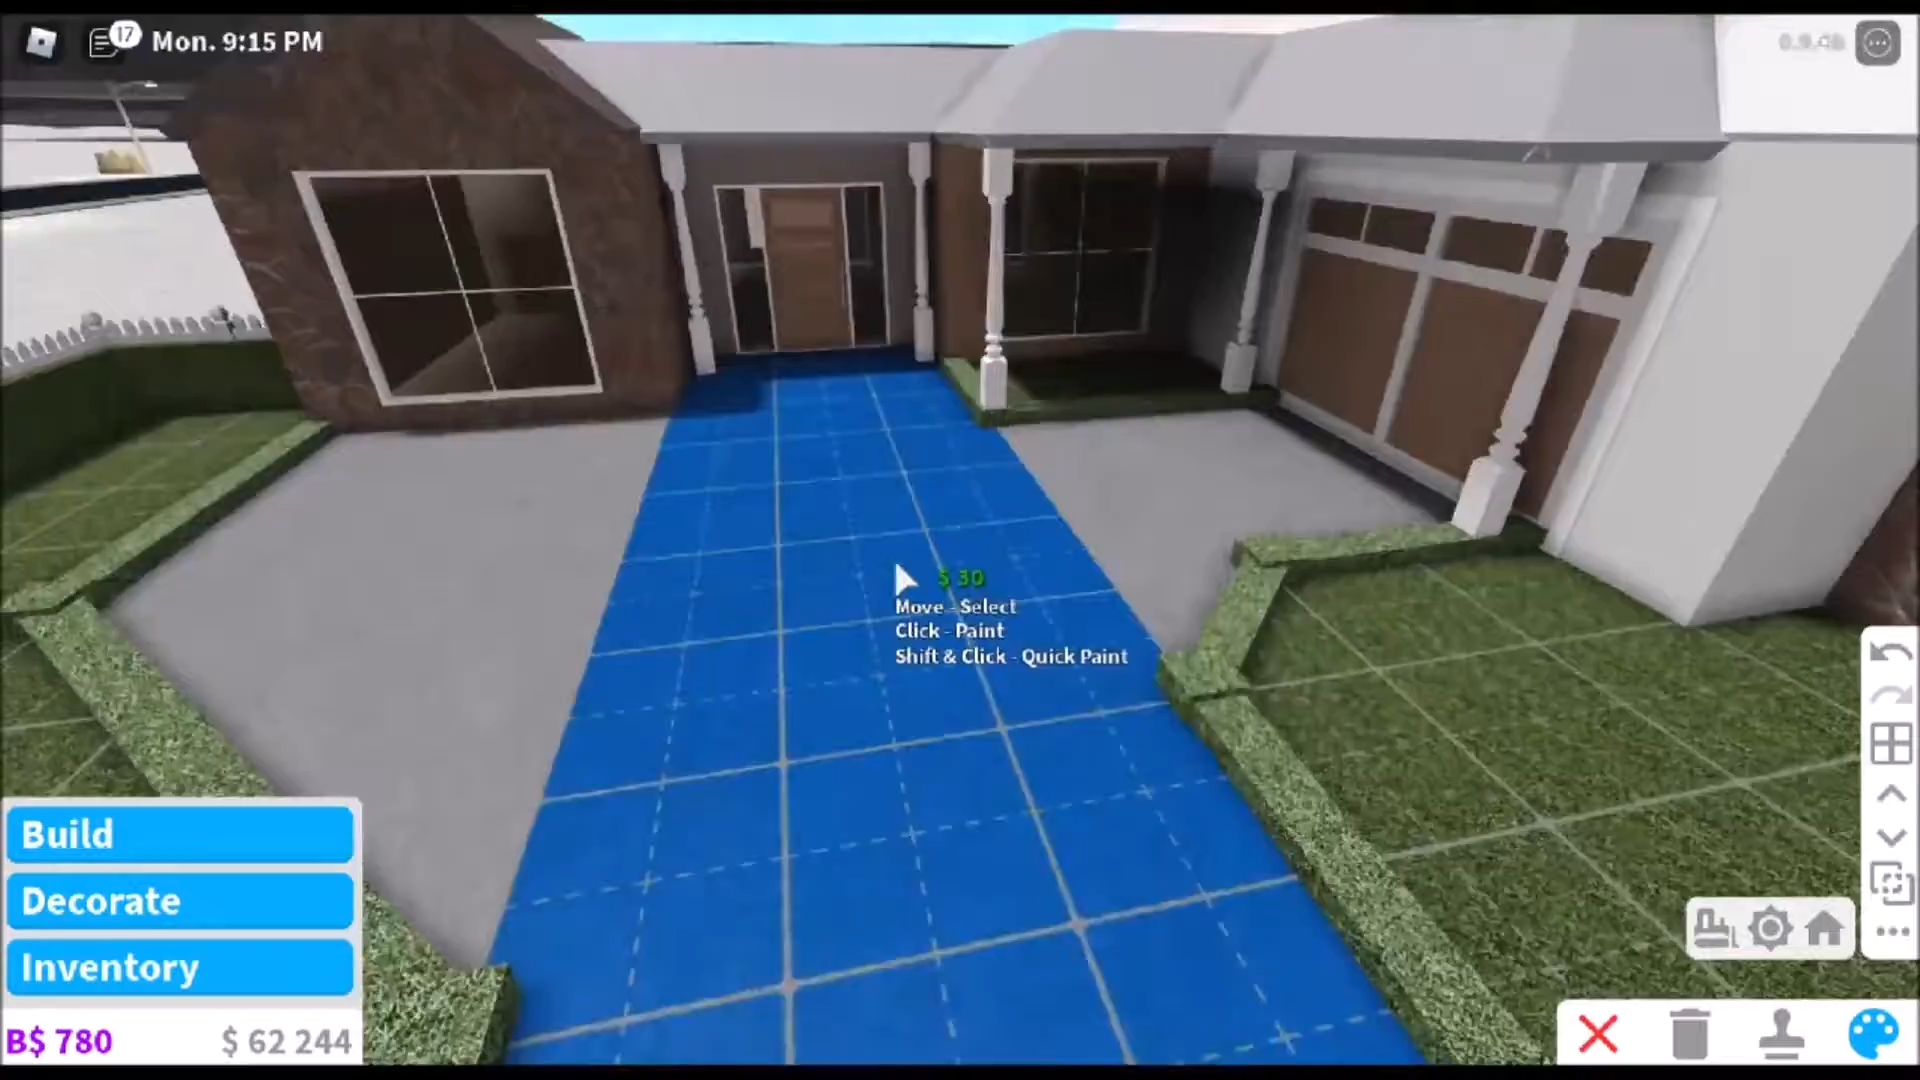 17
Mon. 9:15 PM
$ 30
Move - Select
Click - Paint
Shift & Click - Quick Paint
Build
Decorate
Inventory
B$ 780
$ 62 244